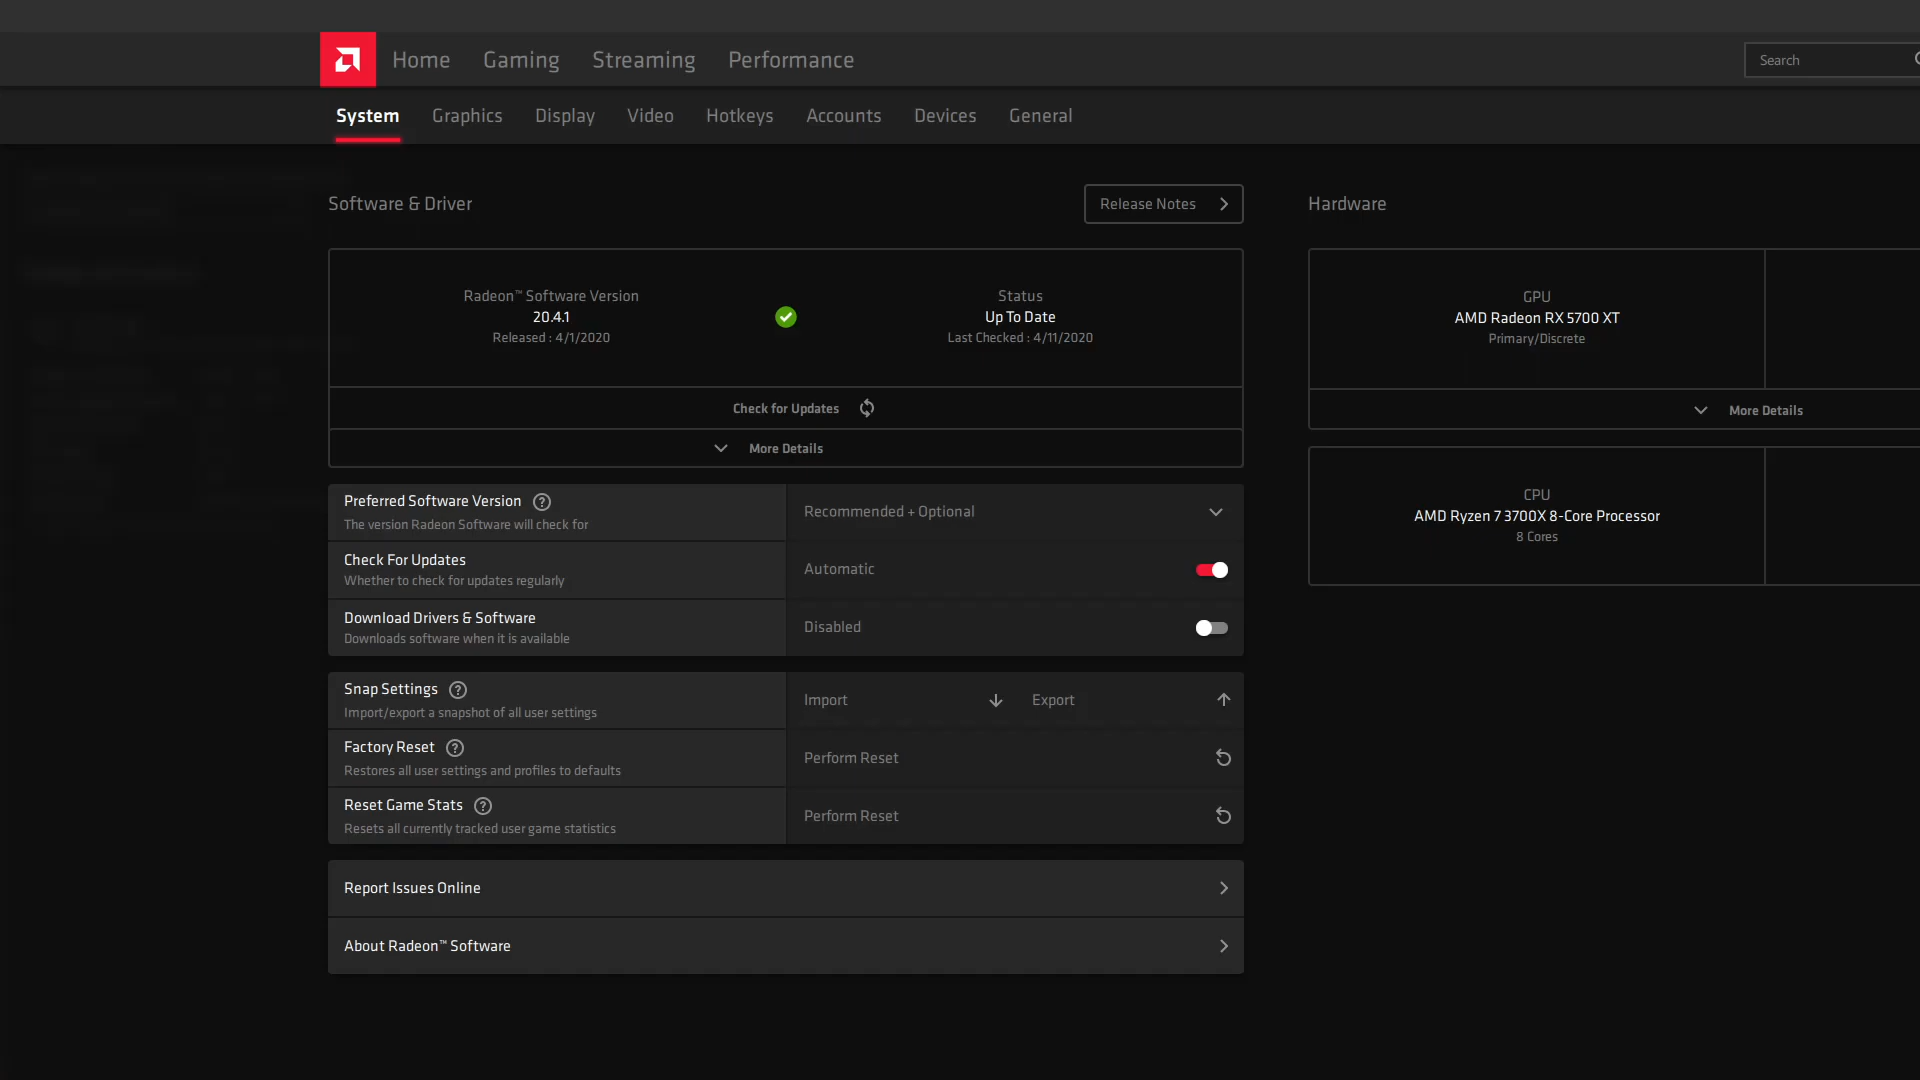 Home Gaming Streaming Performance
Search
System Graphics Display Video Hotkeys Accounts Devices General
Software & Driver
Release Notes
Radeon™ Software Version
20.4.1
Released : 4/1/2020
Status
Up To Date
Last Checked : 4/11/2020
Check for Updates
More Details
Preferred Software Version ?
The version Radeon Software will check for
Recommended + Optional
Check For Updates
Whether to check for updates regularly
Automatic
Download Drivers & Software
Downloads software when it is available
Disabled
Snap Settings ?
Import/export a snapshot of all user settings
Import
Export
Factory Reset ?
Restores all user settings and profiles to defaults
Perform Reset
Reset Game Stats ?
Resets all currently tracked user game statistics
Perform Reset
Report Issues Online
About Radeon™ Software
Hardware
GPU
AMD Radeon RX 5700 XT
Primary/Discrete
More Details
CPU
AMD Ryzen 7 3700X 8-Core Processor
8 Cores